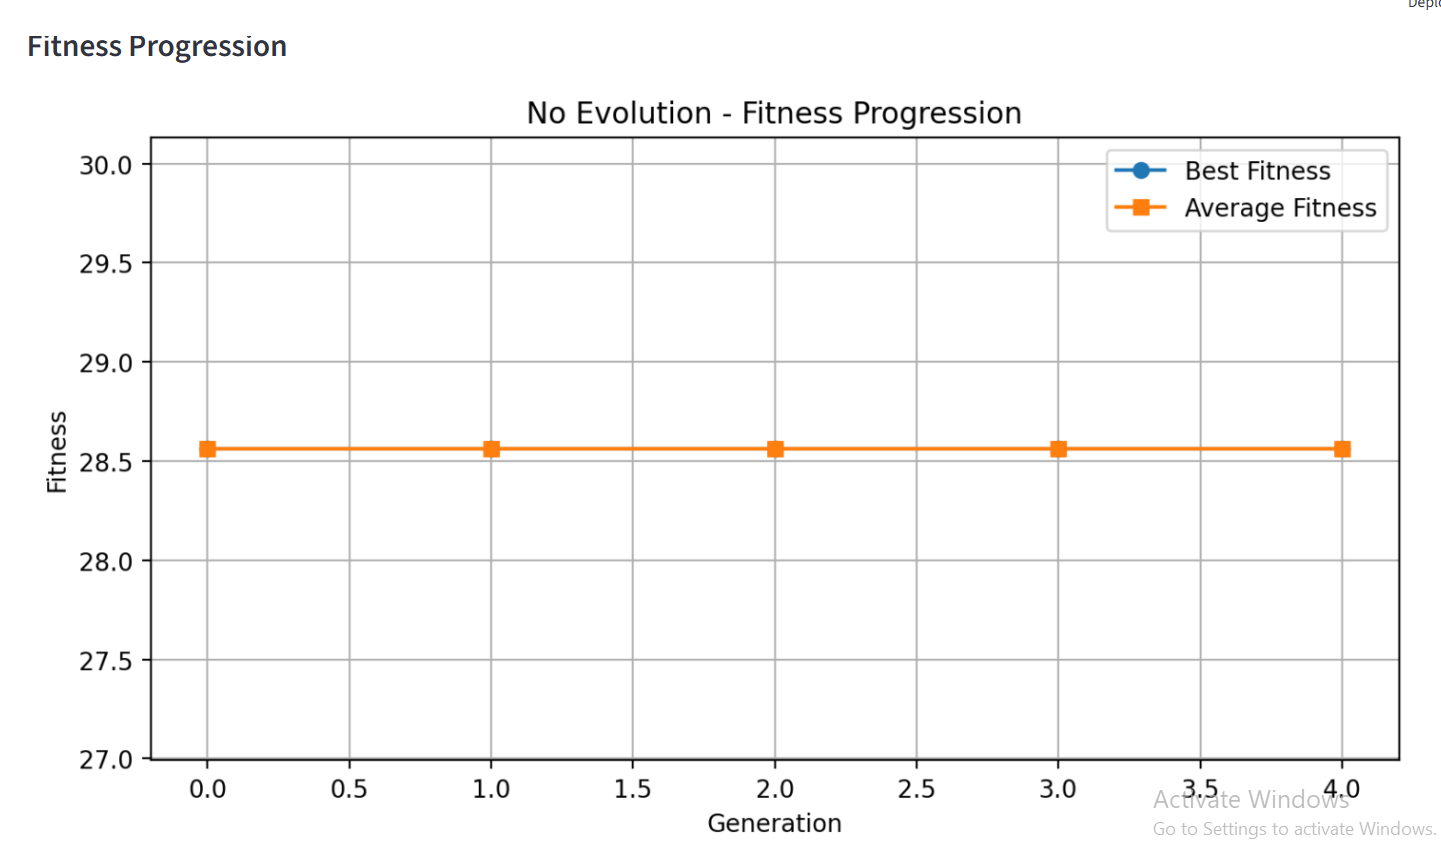 Fitness Progression
No Evolution - Fitness Progression
Best Fitness
Average Fitness
30.0
29.5
29.0
28.5
28.0
27.5
27.0
Fitness
0.0 0.5 1.0 1.5 2.0 2.5 3.0 3.5 4.0
Generation
Activate Windows
Go to Settings to activate Windows.